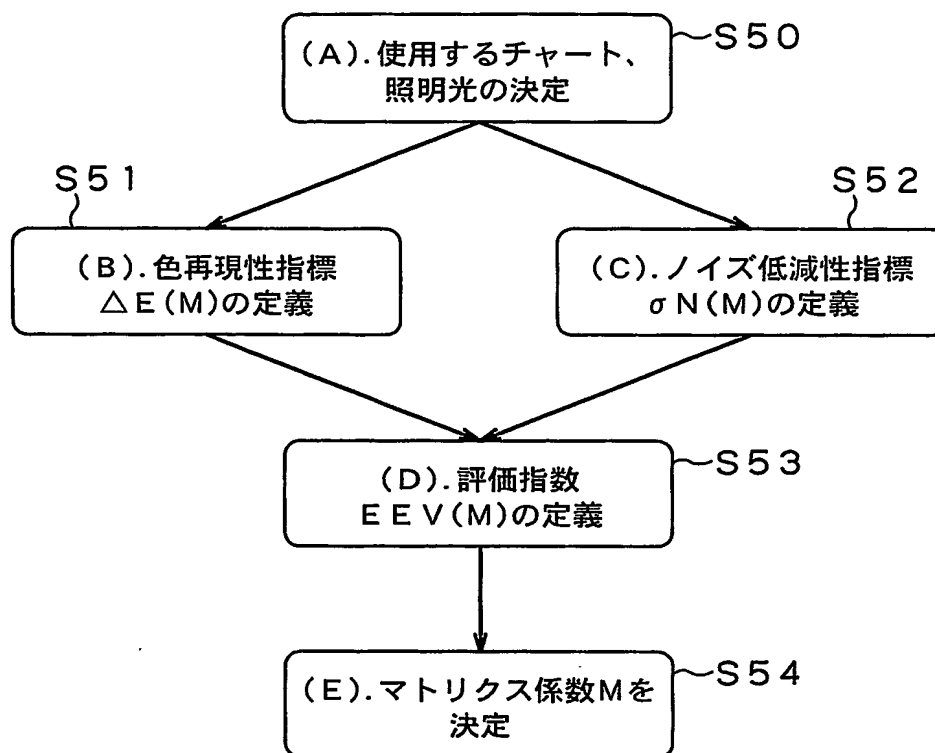 (A).使用するチャート、
照明光の決定
S50
S51
(B).色再現性指標
△E(M)の定義
S52
(C).ノイズ低減性指標
σN(M)の定義
(D).評価指数
EEV(M)の定義
S53
(E).マトリクス係数Mを
決定
S54